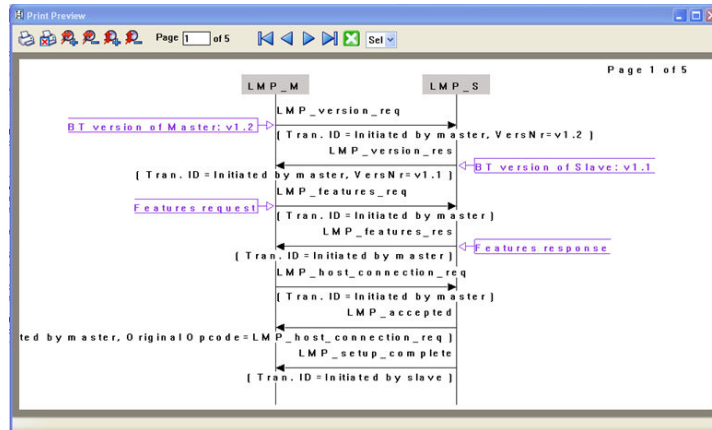 Print Preview
Page 1 of 5 Sel
Page 1 of 5
LMP_M LMP_S
LMP_version_req
BT version of Master: v1.2
( Tran. ID = Initiated by master, VersNr= v1.2 )
LMP_version_res
BT version of Slave: v1.1
( Tran. ID = Initiated by master, VersNr= v1.1 )
LMP_features_req
Features request
( Tran. ID = Initiated by master )
LMP_features_res
Features response
( Tran. ID = Initiated by master )
LMP_host_connection_req
( Tran. ID = Initiated by master )
LMP_accepted
ted by master, OriginalOpcode=LMP_host_connection_req )
LMP_setup_complete
( Tran. ID = Initiated by slave )